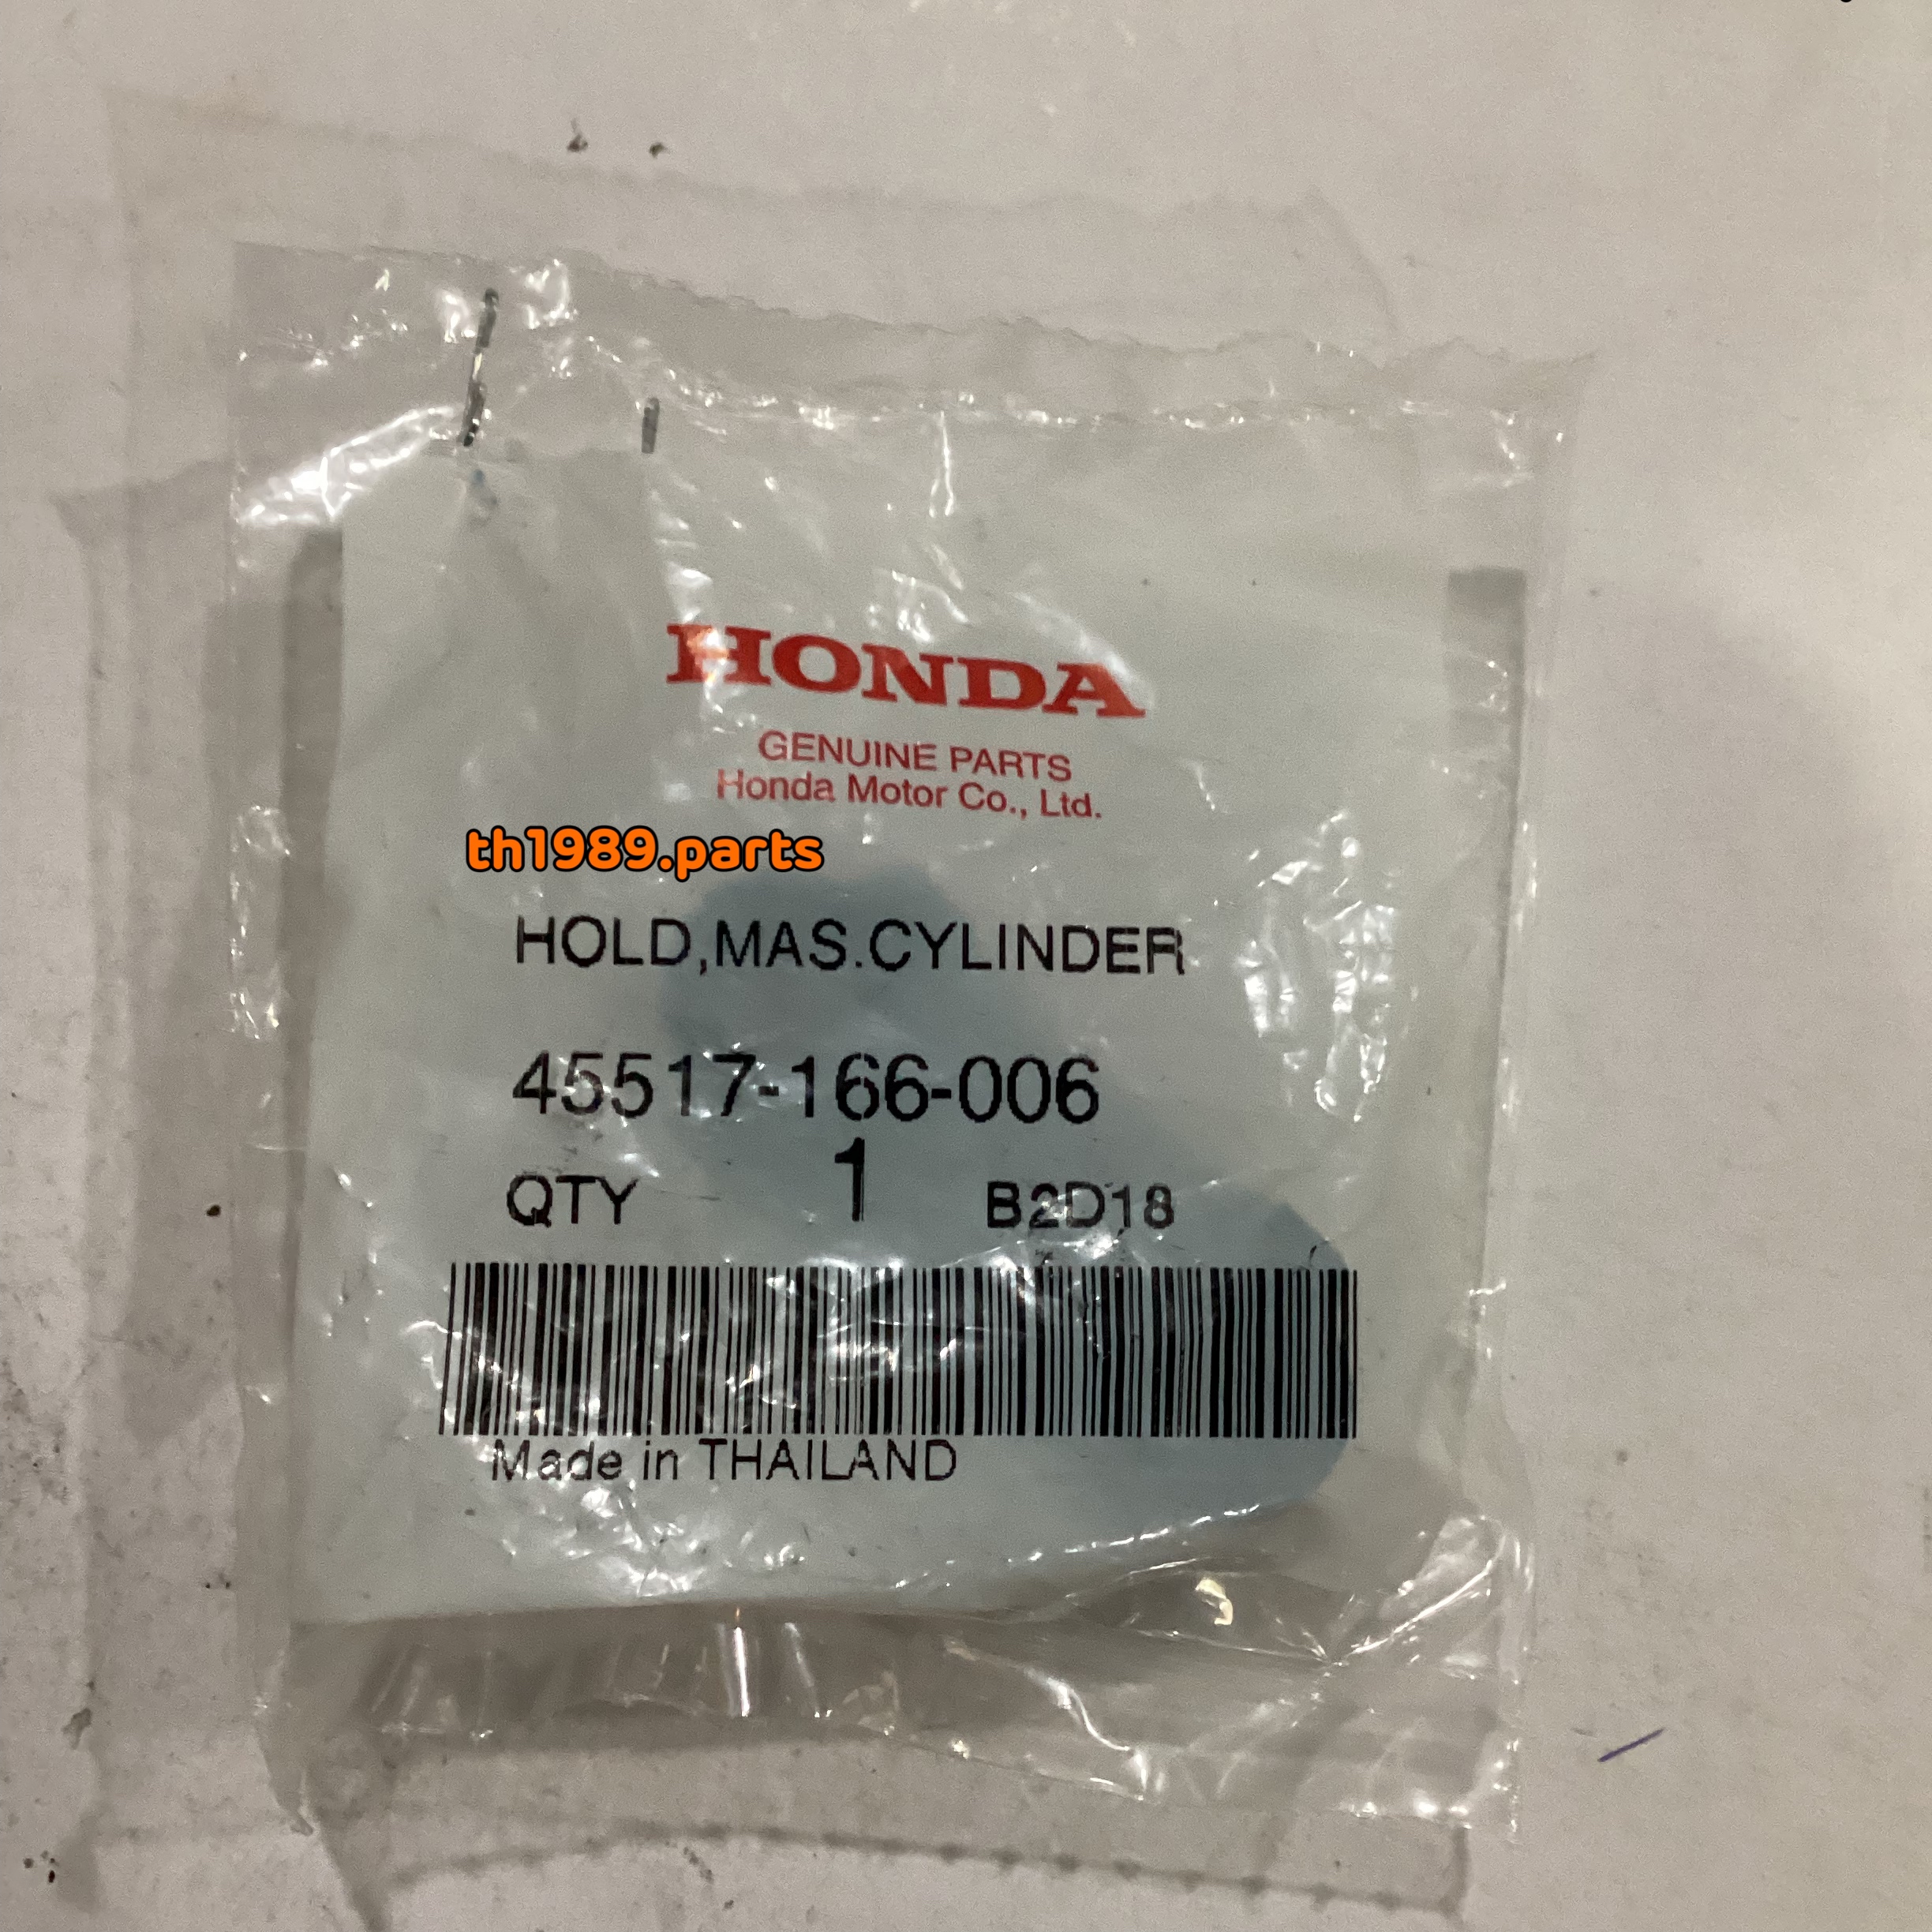 HONDA
GENUINE PARTS
Honda Motor Co., Ltd.
th1989.parts
HOLD,MAS.CYLINDER
45517-166-006
QTY 1 B2D18
Made in THAILAND